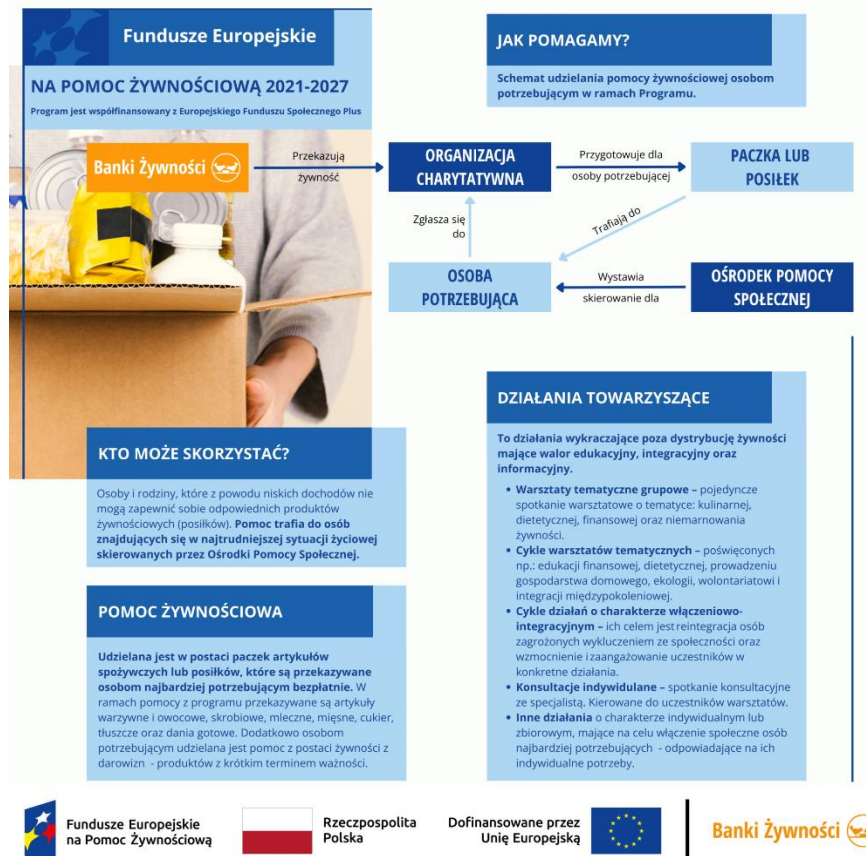 Fundusze Europejskie
NA POMOC ŻYWNOŚCIOWĄ 2021-2027
Program jest współfinansowany z Europejskiego Funduszu Społecznego Plus
JAK POMAGAMY?
Schemat udzielania pomocy żywnościowej osobom
potrzebującym w ramach Programu.
Banki Żywności
Przekazują
żywność
ORGANIZACJA
CHARYTATYWNA
Przygotowuje dla
osoby potrzebującej
PACZKA LUB
POSIŁEK
Zgłasza się
do
Trafiają do
OSOBA
POTRZEBUJĄCA
Wystawia
skierowanie dla
OŚRODEK POMOCY
SPOŁECZNEJ
KTO MOŻE SKORZYSTAĆ?
Osoby i rodziny, które z powodu niskich dochodów nie
mogą zapewnić sobie odpowiednich produktów
żywnościowych (posiłków). Pomoc trafia do osób
znajdujących się w najtrudniejszej sytuacji życiowej
skierowanych przez Ośrodki Pomocy Społecznej.
POMOC ŻYWNOŚCIOWA
Udzielana jest w postaci paczek artykułów
spożywczych lub posiłków, które są przekazywane
osobom najbardziej potrzebującym bezpłatnie. W
ramach pomocy z programu przekazywane są artykuły
warzywne i owocowe, skrobiowe, mleczne, mięsne, cukier,
tłuszcze oraz dania gotowe. Dodatkowo osobom
potrzebującym udzielana jest pomoc z postaci żywności z
darowizn - produktów z krótkim terminem ważności.
DZIAŁANIA TOWARZYSZĄCE
To działania wykraczające poza dystrybucję żywności
mające walor edukacyjny, integracyjny oraz
informacyjny.
• Warsztaty tematyczne grupowe – pojedyncze
spotkanie warsztatowe o tematyce: kulinarnej,
dietetycznej, finansowej oraz niemarnowania
żywności.
• Cykle warsztatów tematycznych – poświęconych
np.: edukacji finansowej, dietetycznej, prowadzeniu
gospodarstwa domowego, ekologii, wolontariatowi i
integracji międzypokoleniowej.
• Cykle działań o charakterze włączeniowo-
integracyjnym – ich celem jest reintegracja osób
zagrożonych wykluczeniem ze społeczności oraz
wzmocnienie i zaangażowanie uczestników w
konkretne działania.
• Konsultacje indywidulane – spotkanie konsultacyjne
ze specjalistą. Kierowane do uczestników warsztatów.
• Inne działania o charakterze indywidualnym lub
zbiorowym, mające na celu włączenie społeczne osób
najbardziej potrzebujących - odpowiadające na ich
indywidualne potrzeby.
Fundusze Europejskie
na Pomoc Żywnościową
Rzeczpospolita
Polska
Dofinansowane przez
Unię Europejską
Banki Żywności